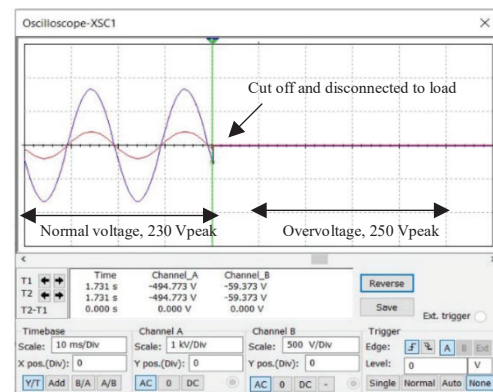 Oscilloscope-XSC1
Cut off and disconnected to load
Normal voltage, 230 Vpeak
Overvoltage, 250 Vpeak
Time Channel_A Channel_B
T1 1.731 s -494.773 V -59.373 V
T2 1.731 s -494.773 V -59.373 V
T2-T1 0.000 s 0.000 V 0.000 V
Reverse
Save
Ext. trigger
Timebase Channel A Channel B Trigger
Scale: 10 ms/Div Scale: 1 kV/Div Scale: 500 V/Div Edge: A B Ext
X pos.(Div): 0 Y pos.(Div): 0 Y pos.(Div): 0 Level: 0 V
Y/T Add B/A A/B AC 0 DC AC 0 DC - Single Normal Auto None